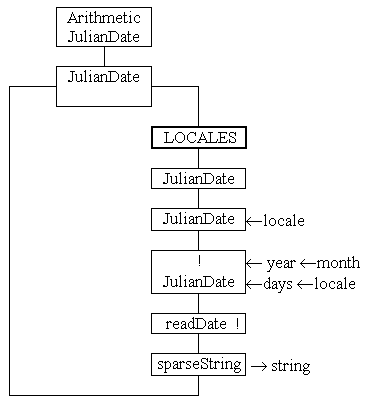 Arithmetic
JulianDate
JulianDate
LOCALES
JulianDate
JulianDate ←locale
! ← year ←month
JulianDate ←days ←locale
readDate !
sparseString → string